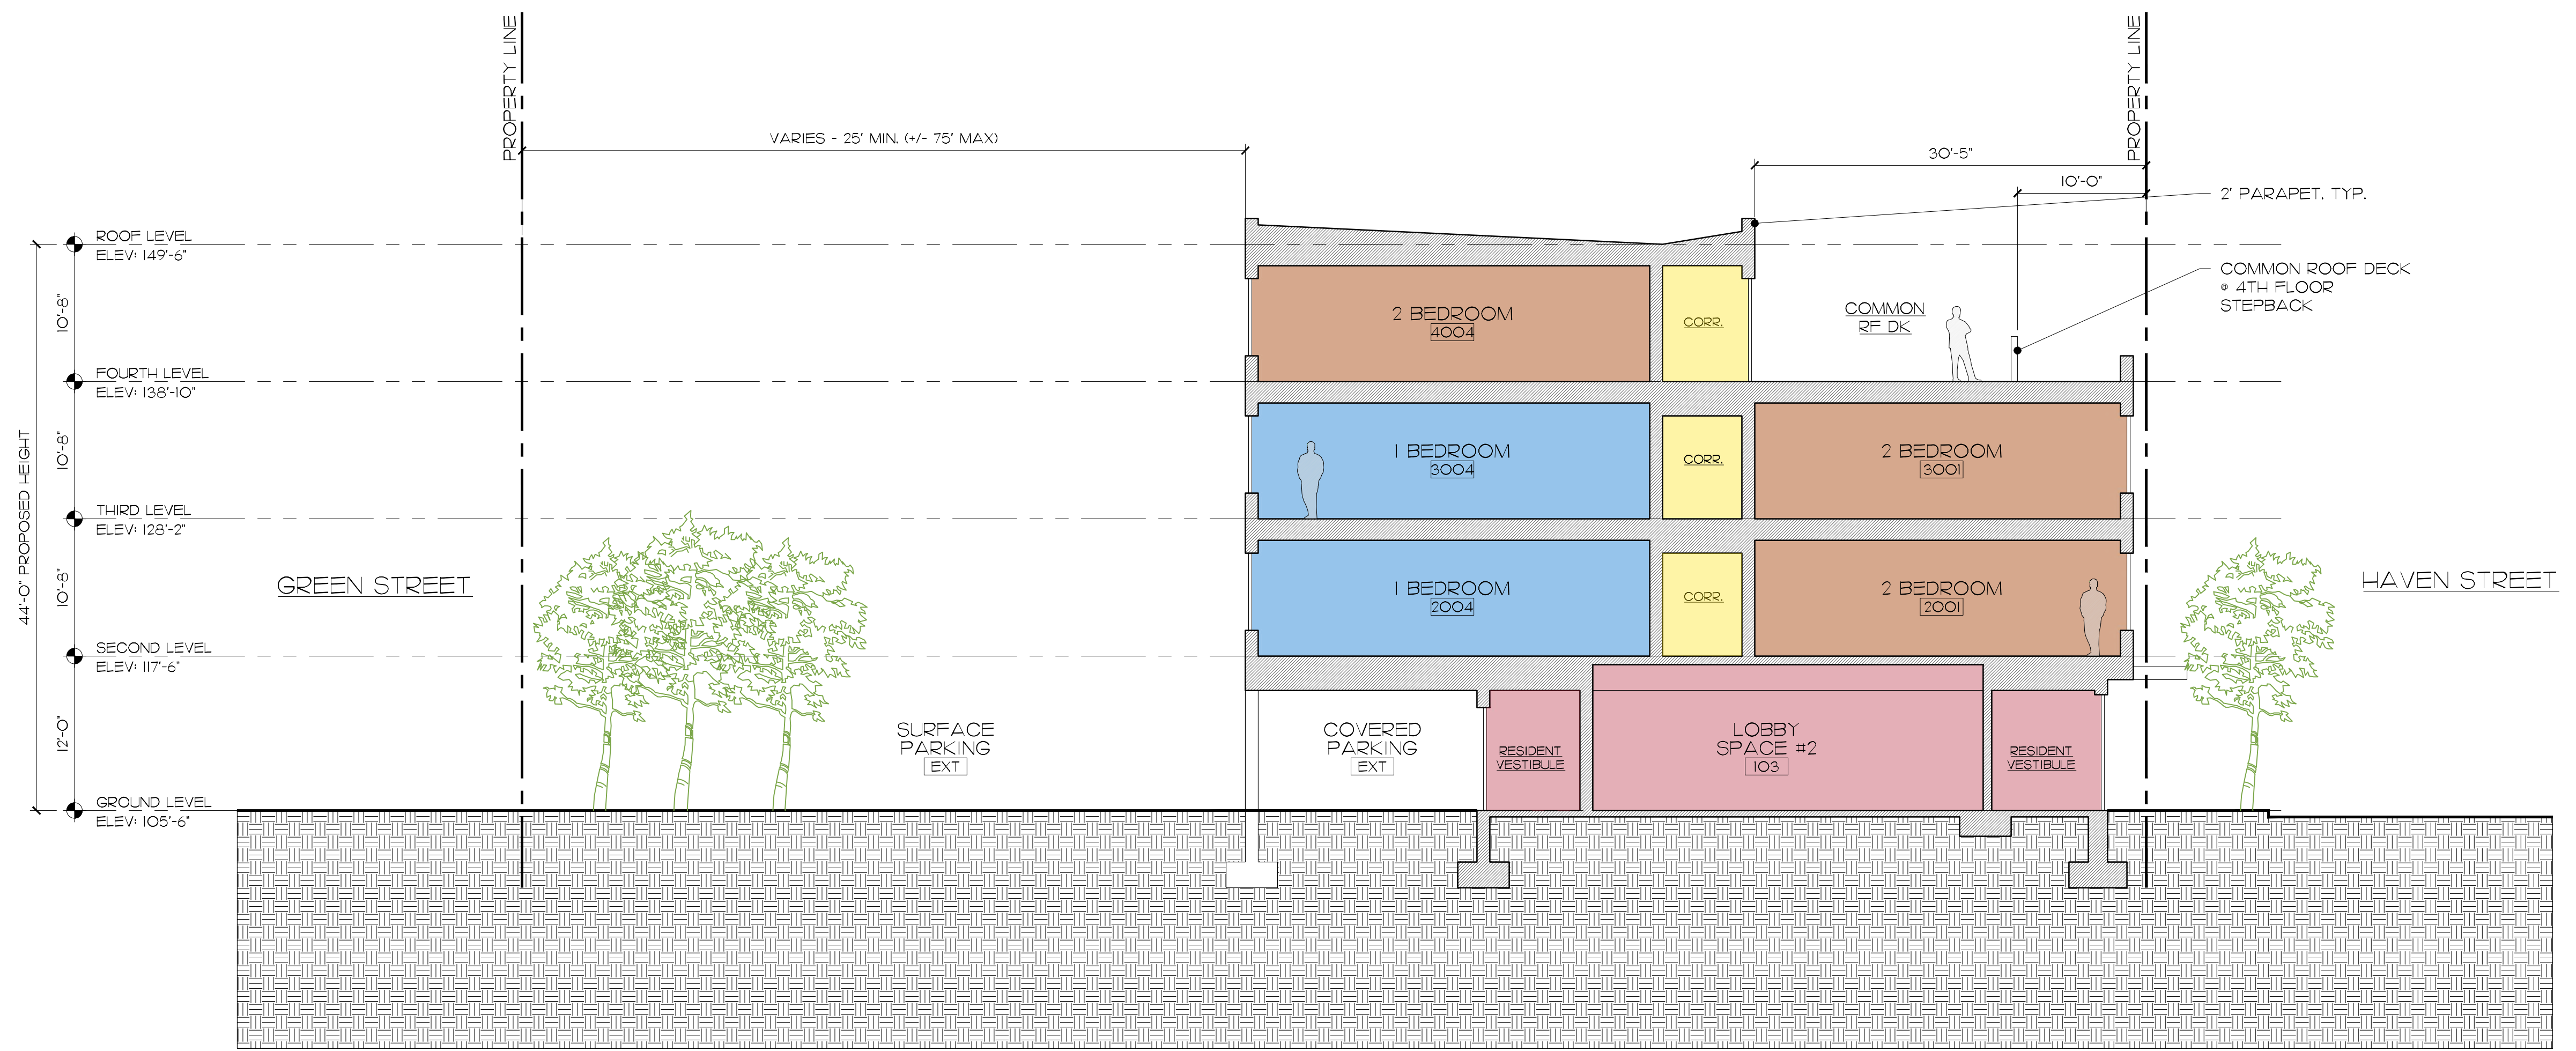 PROPERTY LINE
PROPERTY LINE
VARIES - 25' MIN. (+/- 75' MAX)
30'-5"
10'-0"
2' PARAPET. TYP.
ROOF LEVEL
ELEV: 149'-6"
COMMON ROOF DECK
@ 4TH FLOOR
STEPBACK
10'-8"
2 BEDROOM
4004
CORR.
COMMON
RF DK
FOURTH LEVEL
ELEV: 138'-10"
44'-0" PROPOSED HEIGHT
10'-8"
1 BEDROOM
3004
CORR.
2 BEDROOM
3001
THIRD LEVEL
ELEV: 128'-2"
GREEN STREET
10'-8"
1 BEDROOM
2004
CORR.
2 BEDROOM
2001
HAVEN STREET
SECOND LEVEL
ELEV: 117'-6"
12'-0"
SURFACE
PARKING
EXT
COVERED
PARKING
EXT
RESIDENT
VESTIBULE
LOBBY
SPACE #2
103
RESIDENT
VESTIBULE
GROUND LEVEL
ELEV: 105'-6"